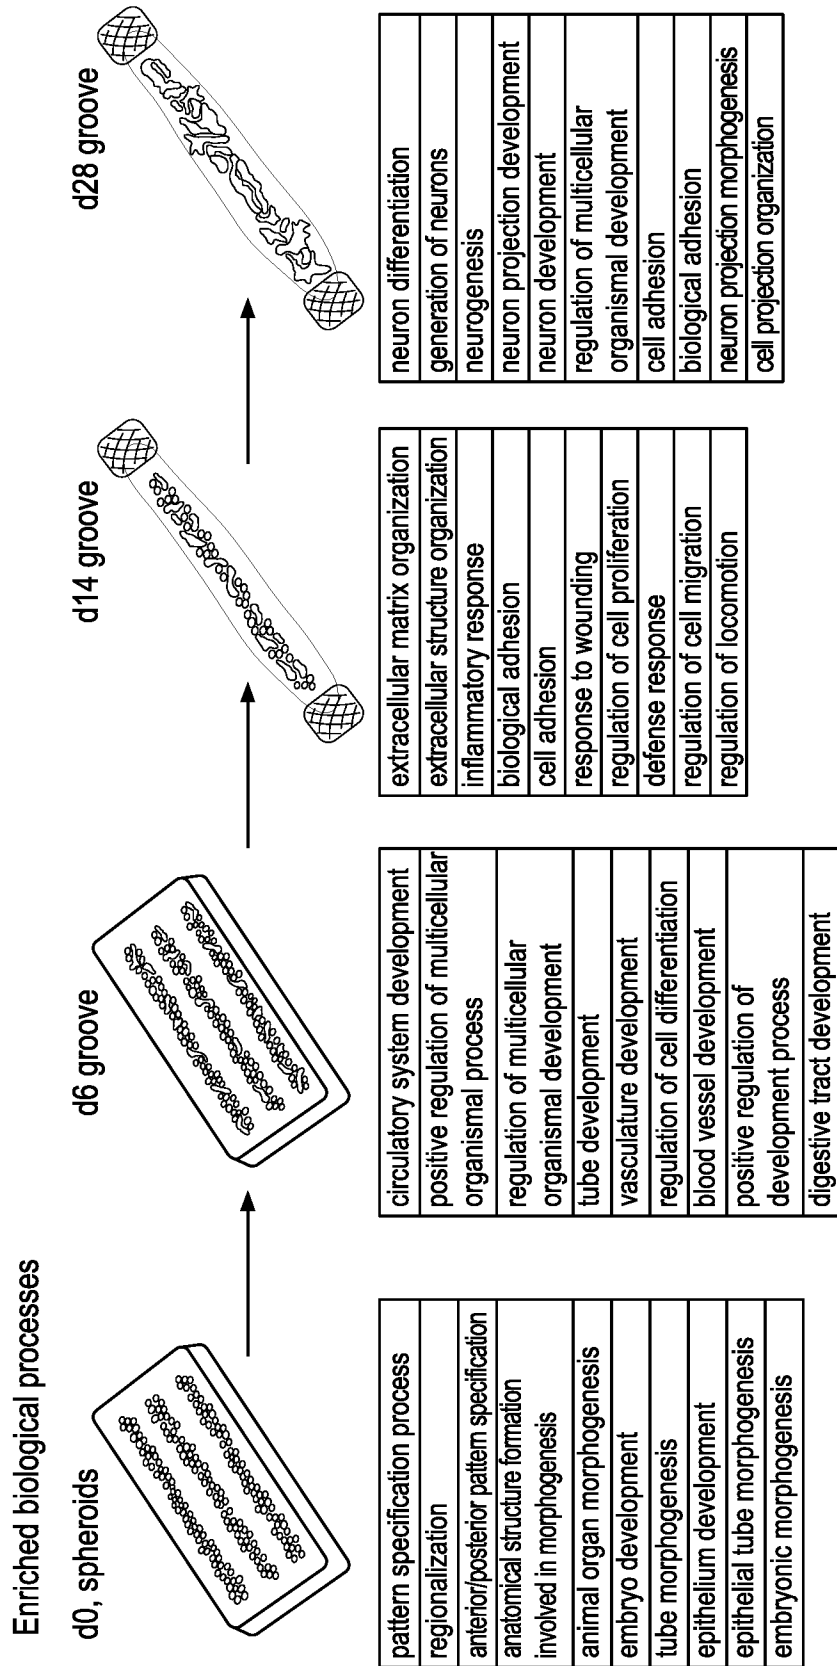 Enriched biological processes
d0, spheroids
pattern specification process
regionalization
anterior/posterior pattern specification
anatomical structure formation
involved in morphogenesis
animal organ morphogenesis
embryo development
tube morphogenesis
epithelium development
epithelial tube morphogenesis
embryonic morphogenesis
d6 groove
circulatory system development
positive regulation of multicellular
organismal process
regulation of multicellular
organismal development
tube development
vasculature development
regulation of cell differentiation
blood vessel development
positive regulation of
development process
digestive tract development
d14 groove
extracellular matrix organization
extracellular structure organization
inflammatory response
biological adhesion
cell adhesion
response to wounding
regulation of cell proliferation
defense response
regulation of cell migration
regulation of locomotion
d28 groove
neuron differentiation
generation of neurons
neurogenesis
neuron projection development
neuron development
regulation of multicellular
organismal development
cell adhesion
biological adhesion
neuron projection morphogenesis
cell projection organization